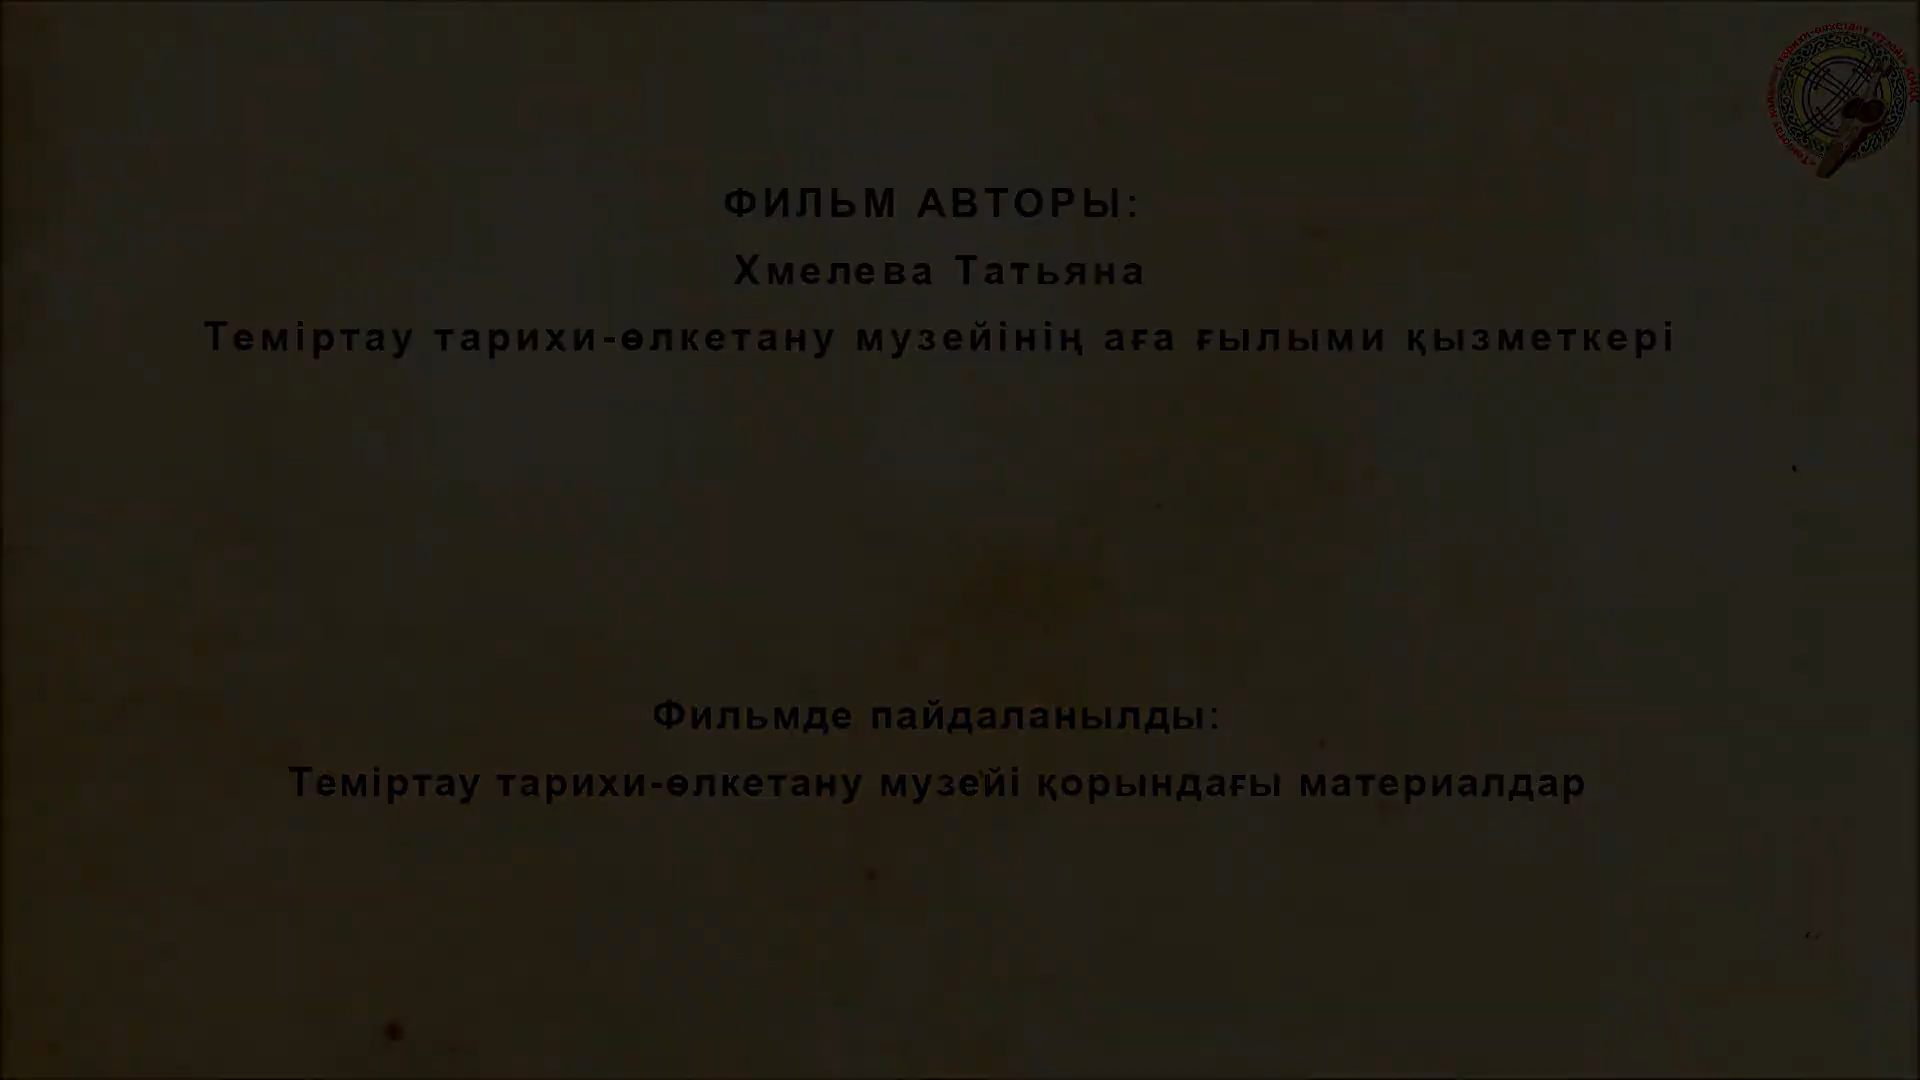 ФИЛЬМ АВТОРЫ:
Хмелева Татьяна
Теміртау тарихи-өлкетану музейінің аға ғылыми қызметкері
Фильмде пайдаланылды:
Теміртау тарихи-өлкетану музейі қорындағы материалдар